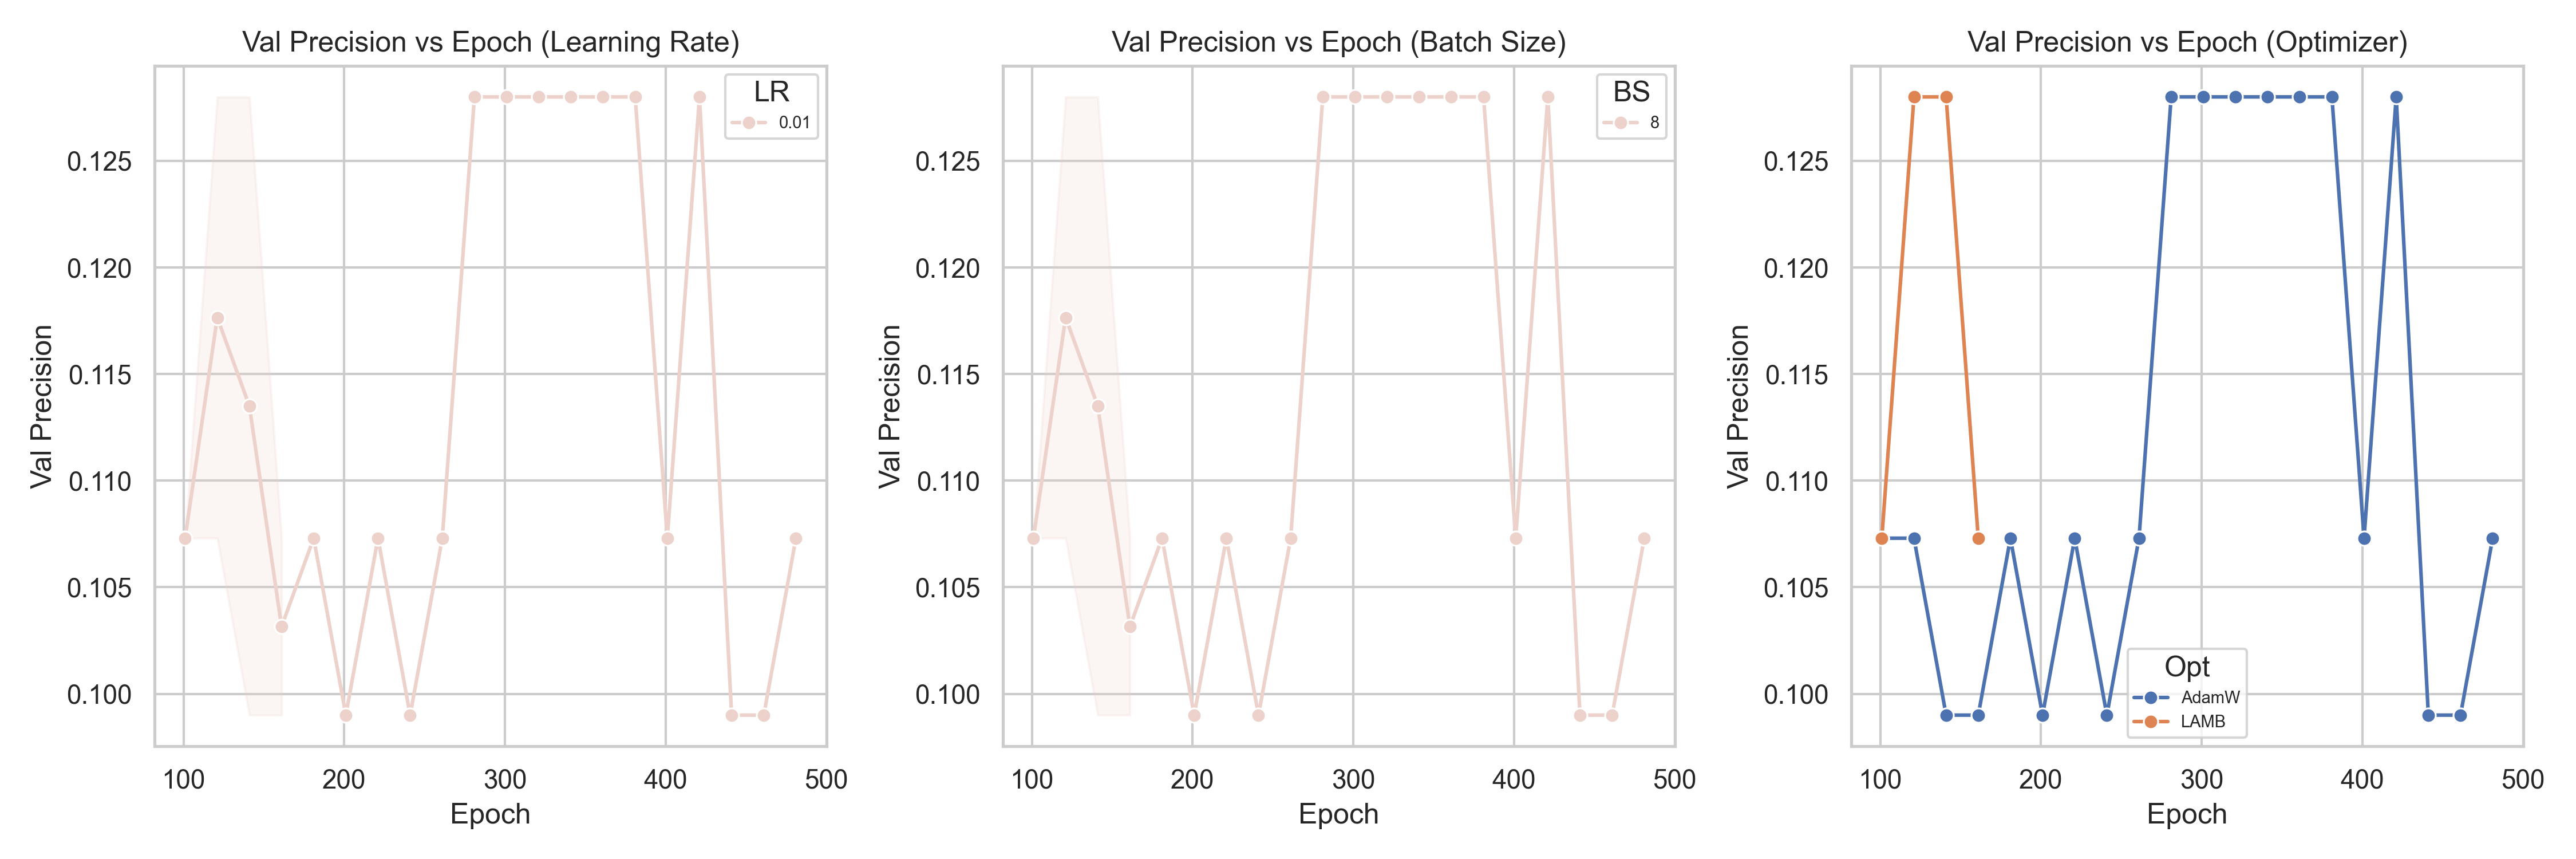 Val Precision vs Epoch (Learning Rate)
LR
0.01
0.125
0.120
0.115
0.110
0.105
0.100
Val Precision
100 200 300 400 500
Epoch
Val Precision vs Epoch (Batch Size)
BS
8
0.125
0.120
0.115
0.110
0.105
0.100
Val Precision
100 200 300 400 500
Epoch
Val Precision vs Epoch (Optimizer)
0.125
0.120
0.115
0.110
0.105
0.100
Val Precision
Opt
AdamW
LAMB
100 200 300 400 500
Epoch